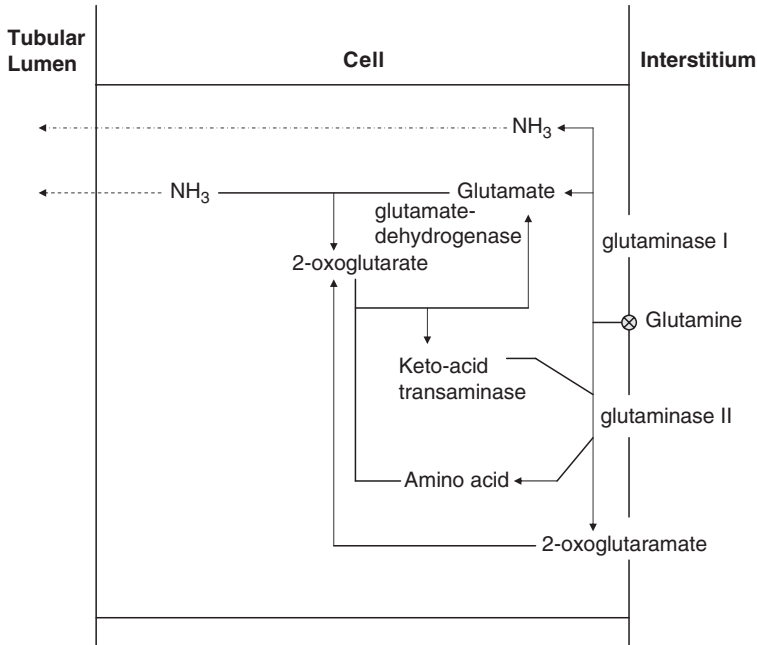 Tubular
Lumen
Cell
Interstitium
NH3
NH3
Glutamate
glutamate-
dehydrogenase
glutaminase I
2-oxoglutarate
Glutamine
Keto-acid
transaminase
glutaminase II
Amino acid
2-oxoglutaramate